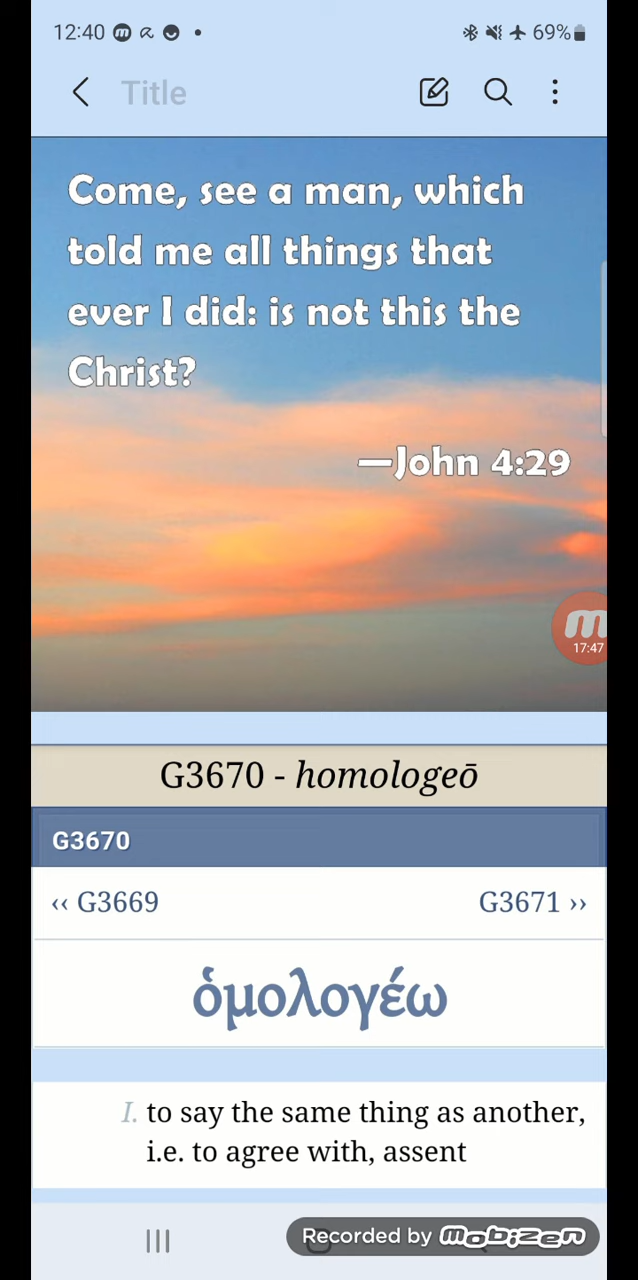 12:40
69%
Title
Come, see a man, which
told me all things that
ever I did: is not this the
Christ?
—John 4:29
m
17:47
G3670 - homologeō
G3670
‹‹ G3669
G3671 ››
ὁμολογέω
I. to say the same thing as another,
i.e. to agree with, assent
Recorded by mobizen